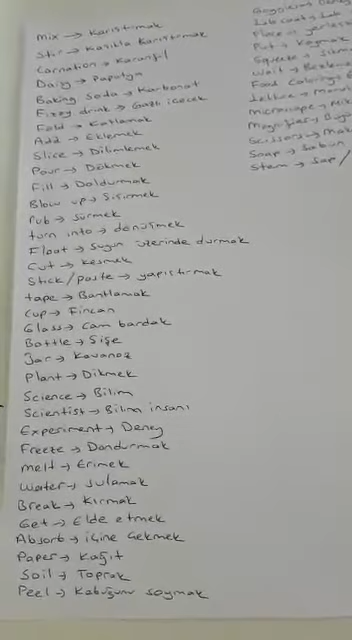 Mix → Karıştırmak
Stir → Kaşıkla Karıştırmak
Carnation → Karanfil
Daisy → Papatya
Baking Soda → Karbonat
Fizzy drink → Gazlı içecek
Fold → Katlamak
Add → Eklemek
Slice → Dilimlemek
Pour → Dökmek
Fill → Doldurmak
Blow up → Şişirmek
rub → sürmek
turn into → dönüşmek
Float → Suyun üzerinde durmak
Cut → kesmek
Stick/paste → yapıştırmak
tape → Bantlamak
Cup → Fincan
Glass → Cam bardak
Bottle → Şişe
Jar → Kavanoz
Plant → Dikmek
Science → Bilim
Scientist → Bilim insanı
Experiment → Deney
Freeze → Dondurmak
melt → Erimek
Water → sulamak
Break → Kırmak
Get → Elde etmek
Absorb → içine Çekmek
Paper → Kağıt
Soil → Toprak
Peel → Kabuğunu soymak
Lab coat → Lab
Place →
Put → Koymak
Squeeze →
Wait →
Food Coloring
Lettuce →
microscope →
Scissors → Mak
Soap → Sabun
Stem → Sap/